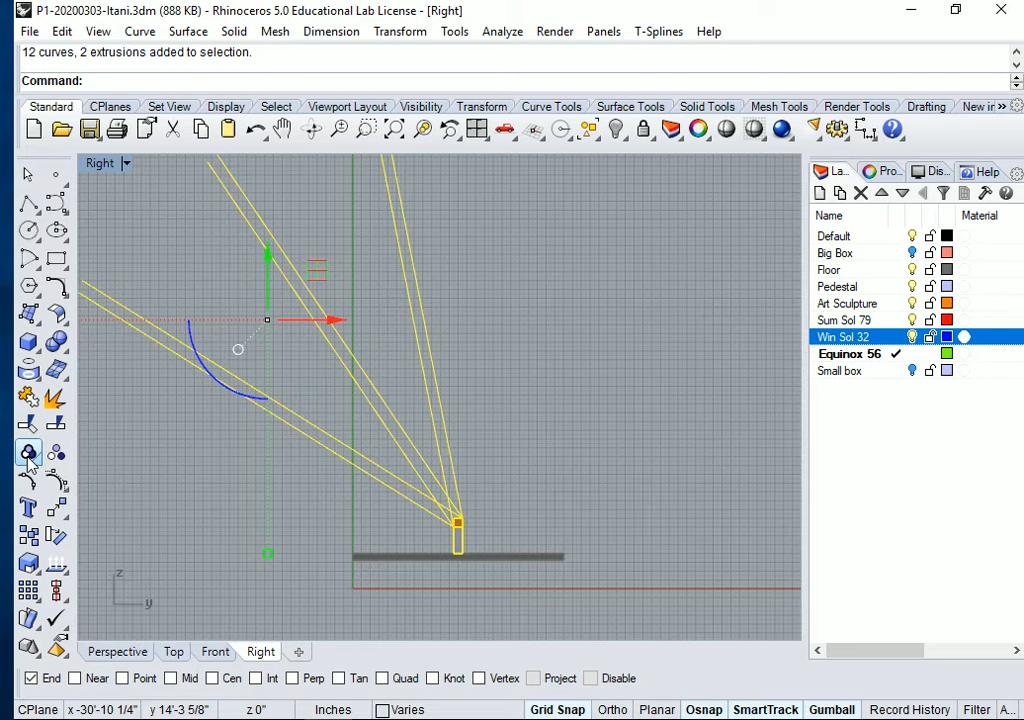 P1-20200303-Itani.3dm (888 KB) - Rhinoceros 5.0 Educational Lab License - [Right]
File Edit View Curve Surface Solid Mesh Dimension Transform Tools Analyze Render Panels T-Splines Help
12 curves, 2 extrusions added to selection.
Command:
Standard CPlanes Set View Display Select Viewport Layout Visibility Transform Curve Tools Surface Tools Solid Tools Mesh Tools Render Tools Drafting New in »
Right
La... Pro... Dis... Help
Name Material
Default
Big Box
Floor
Pedestal
Art Sculpture
Sum Sol 79
Win Sol 32
Equinox 56
Small box
z
y
Perspective Top Front Right
End Near Point Mid Cen Int Perp Tan Quad Knot Vertex Project Disable
CPlane x -30'-10 1/4" y 14'-3 5/8" z 0" Inches Varies Grid Snap Ortho Planar Osnap SmartTrack Gumball Record History Filter A...